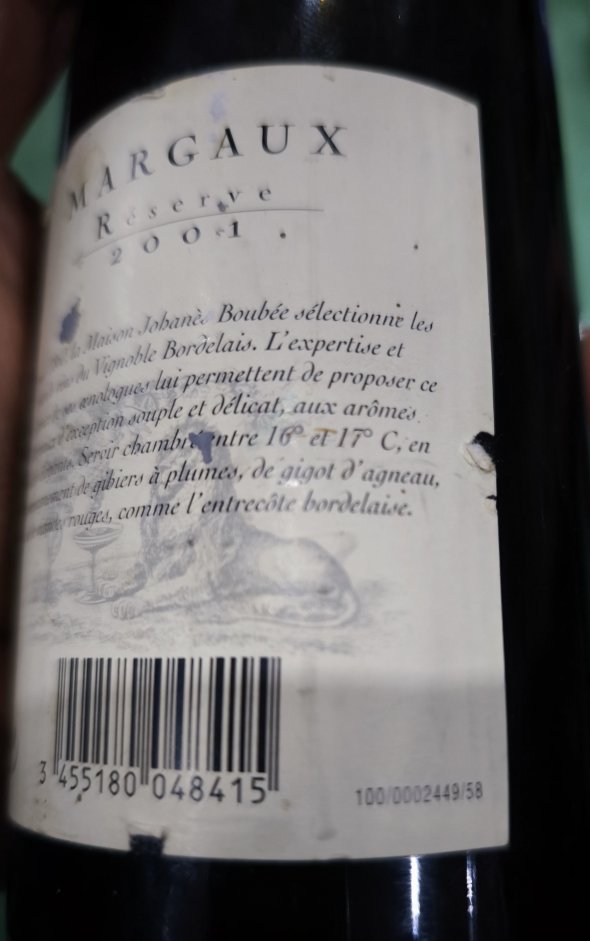 MARGAUX
Réserve
2001
la Maison Johanès Boubée sélectionne les
du Vignoble Bordelais. L'expertise et
œnologues lui permettent de proposer ce
d'exception souple et délicat, aux arômes
Servir chambré entre 16° et 17° C, en
de gibiers à plumes, de gigot d'agneau,
rouges, comme l'entrecôte bordelaise.
3 455180 048415
100/0002449/58